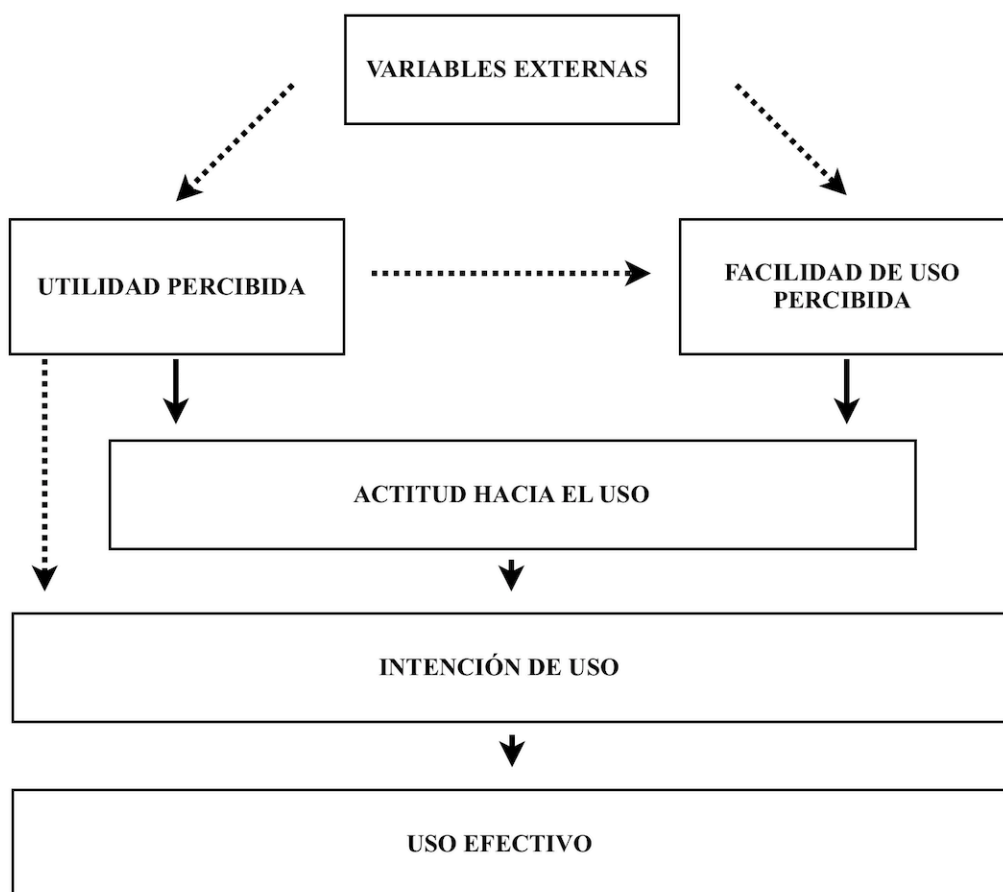 VARIABLES EXTERNAS
UTILIDAD PERCIBIDA
FACILIDAD DE USO
PERCIBIDA
ACTITUD HACIA EL USO
INTENCIÓN DE USO
USO EFECTIVO